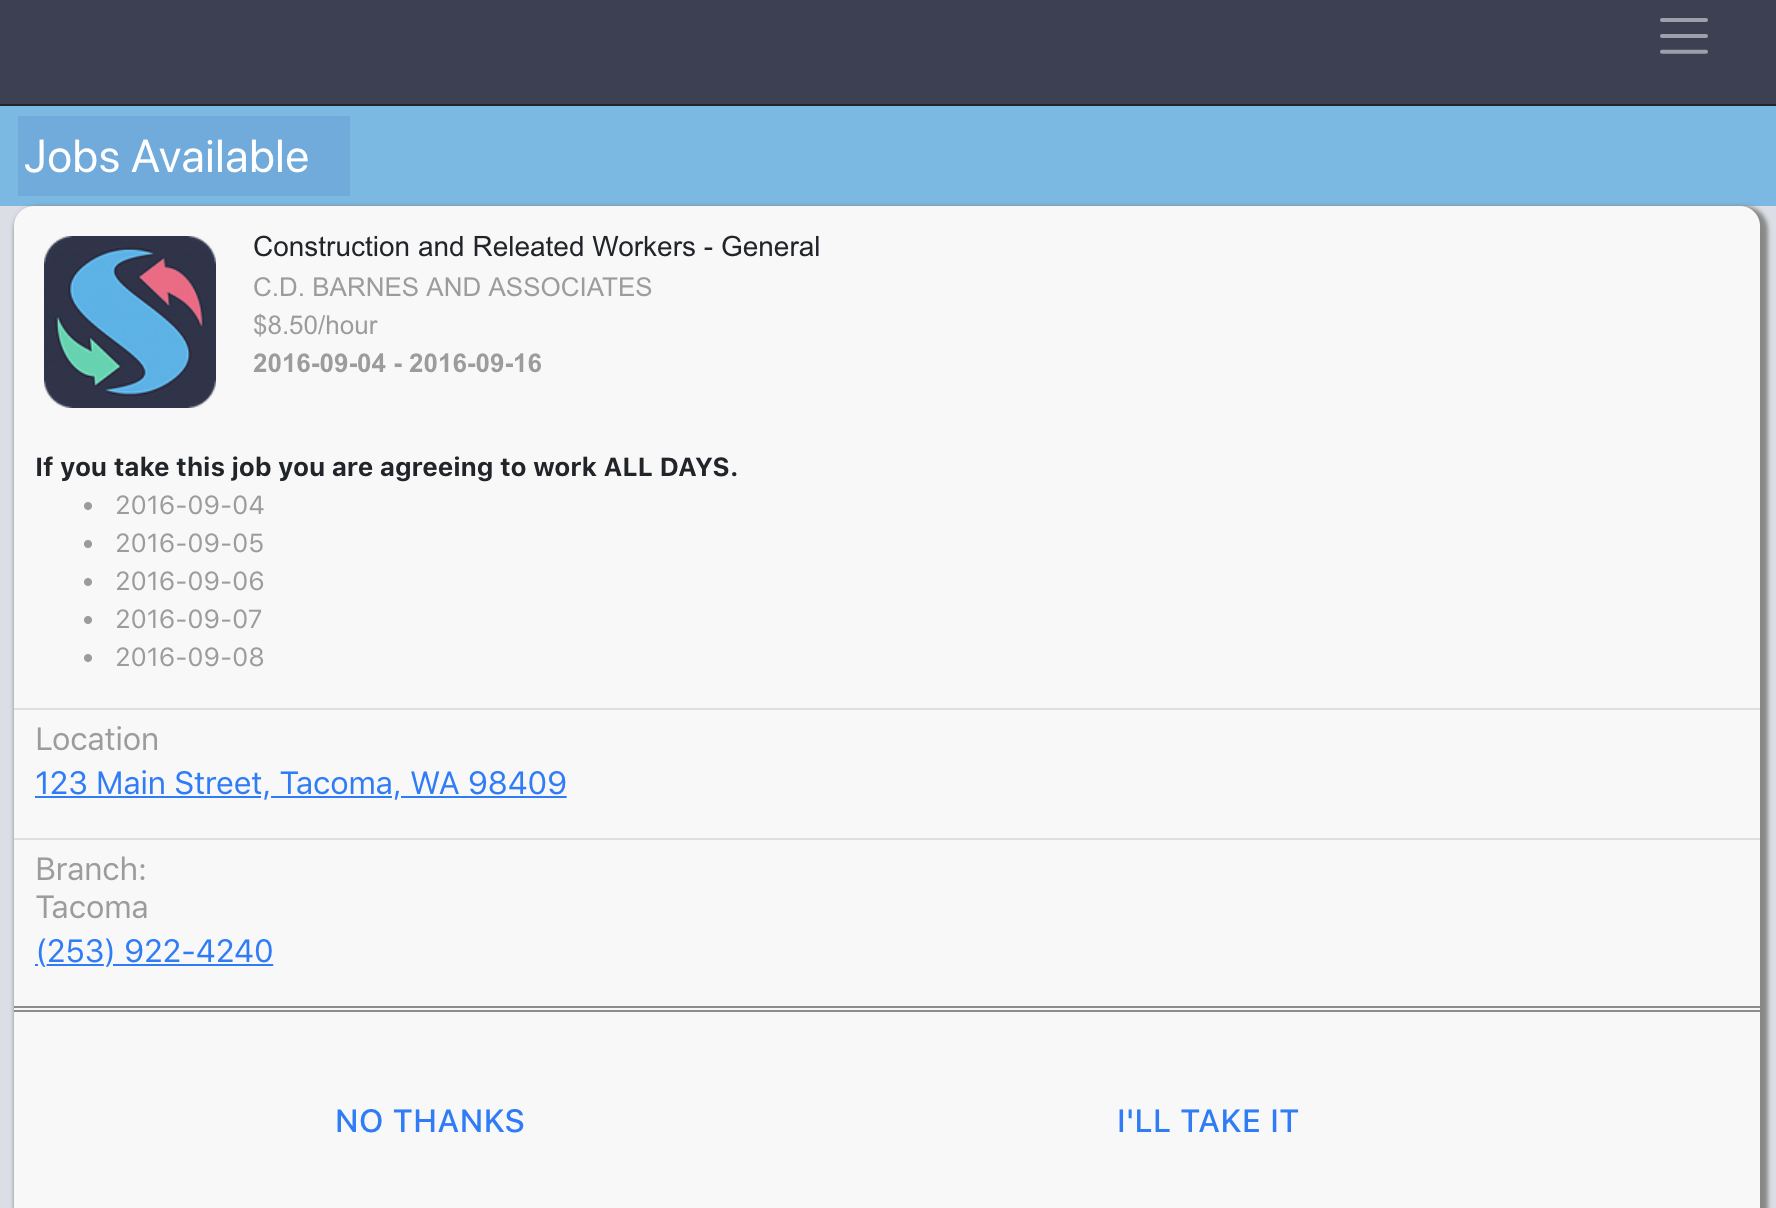 Jobs Available
Construction and Releated Workers - General
C.D. BARNES AND ASSOCIATES
$8.50/hour
2016-09-04 - 2016-09-16
If you take this job you are agreeing to work ALL DAYS.
• 2016-09-04
• 2016-09-05
• 2016-09-06
• 2016-09-07
• 2016-09-08
Location
123 Main Street, Tacoma, WA 98409
Branch:
Tacoma
(253) 922-4240
NO THANKS
I'LL TAKE IT